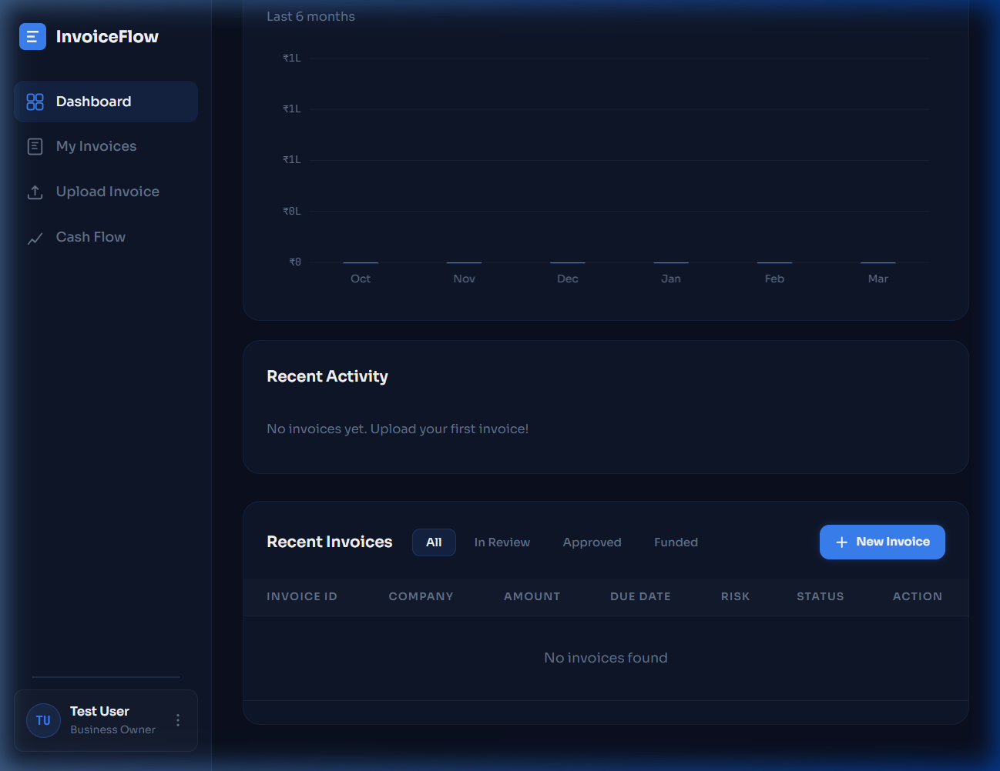 InvoiceFlow
Dashboard
My Invoices
Upload Invoice
Cash Flow
TU
Test User
Business Owner
Last 6 months
₹1L
₹1L
₹1L
₹0L
₹0
Oct Nov Dec Jan Feb Mar
Recent Activity
No invoices yet. Upload your first invoice!
Recent Invoices All In Review Approved Funded + New Invoice
INVOICE ID COMPANY AMOUNT DUE DATE RISK STATUS ACTION
No invoices found